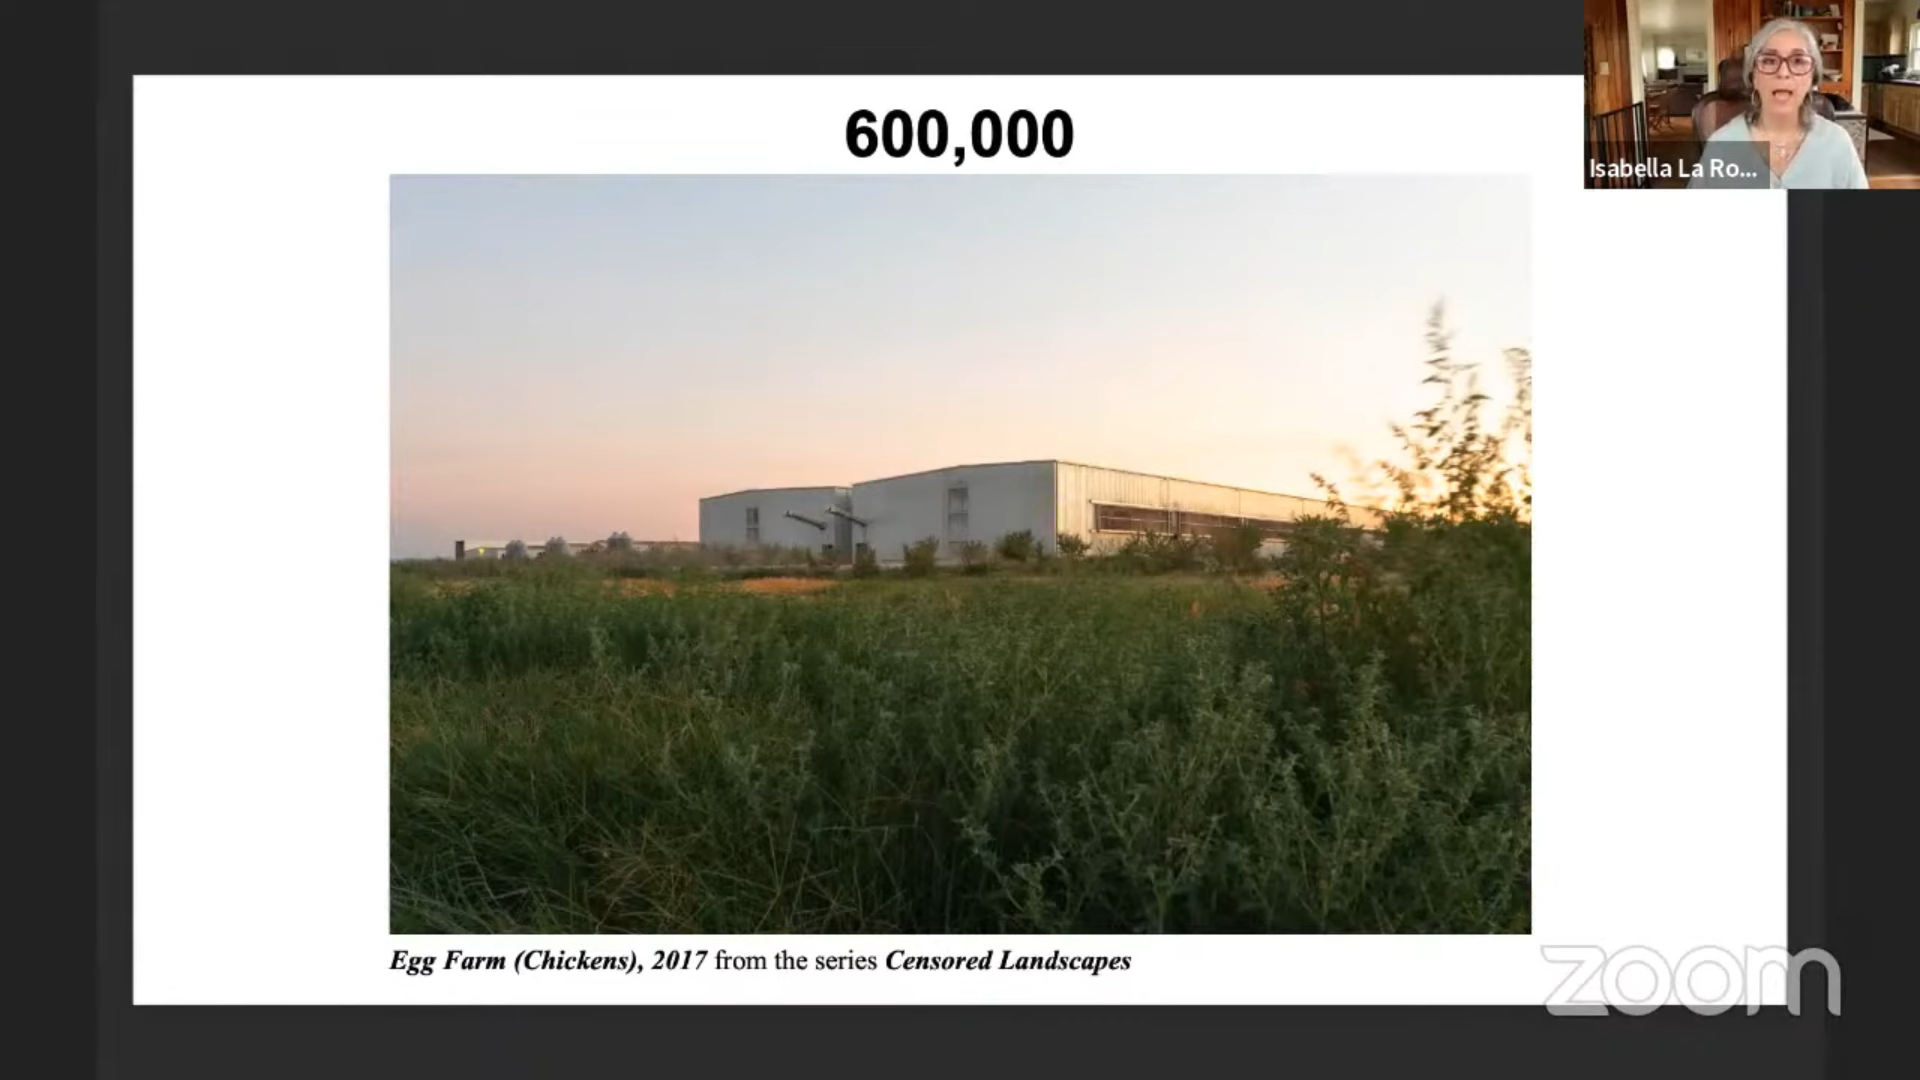 600,000
Isabella La Ro...
Egg Farm (Chickens), 2017 from the series Censored Landscapes
zoom